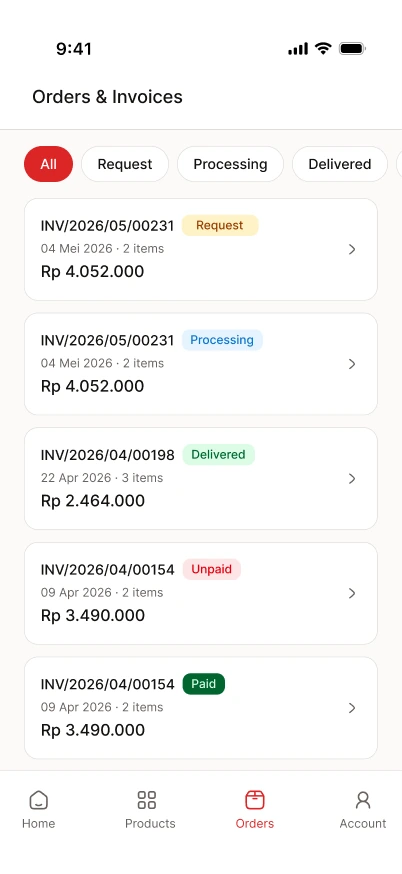 9:41
Orders & Invoices
All Request Processing Delivered
INV/2026/05/00231 Request
04 Mei 2026 · 2 items
Rp 4.052.000
INV/2026/05/00231 Processing
04 Mei 2026 · 2 items
Rp 4.052.000
INV/2026/04/00198 Delivered
22 Apr 2026 · 3 items
Rp 2.464.000
INV/2026/04/00154 Unpaid
09 Apr 2026 · 2 items
Rp 3.490.000
INV/2026/04/00154 Paid
09 Apr 2026 · 2 items
Rp 3.490.000
Home Products Orders Account